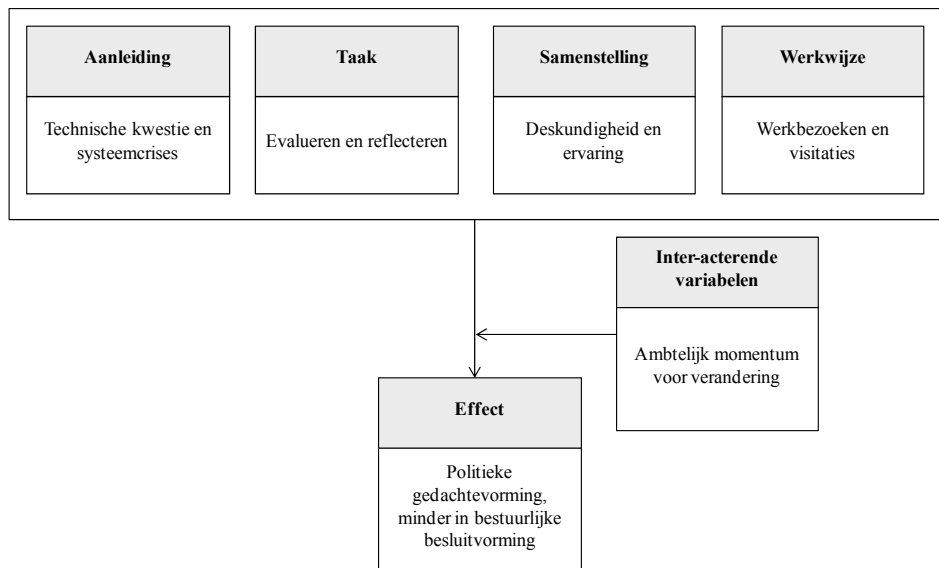 Aanleiding
Technische kwestie en
systeemcrises
Taak
Evalueren en reflecteren
Samenstelling
Deskundigheid en
ervaring
Werkwijze
Werkbezoeken en
visitaties
Inter-acterende
variabelen
Ambtelijk momentum
voor verandering
Effect
Politieke
gedachtevorming,
minder in bestuurlijke
besluitvorming